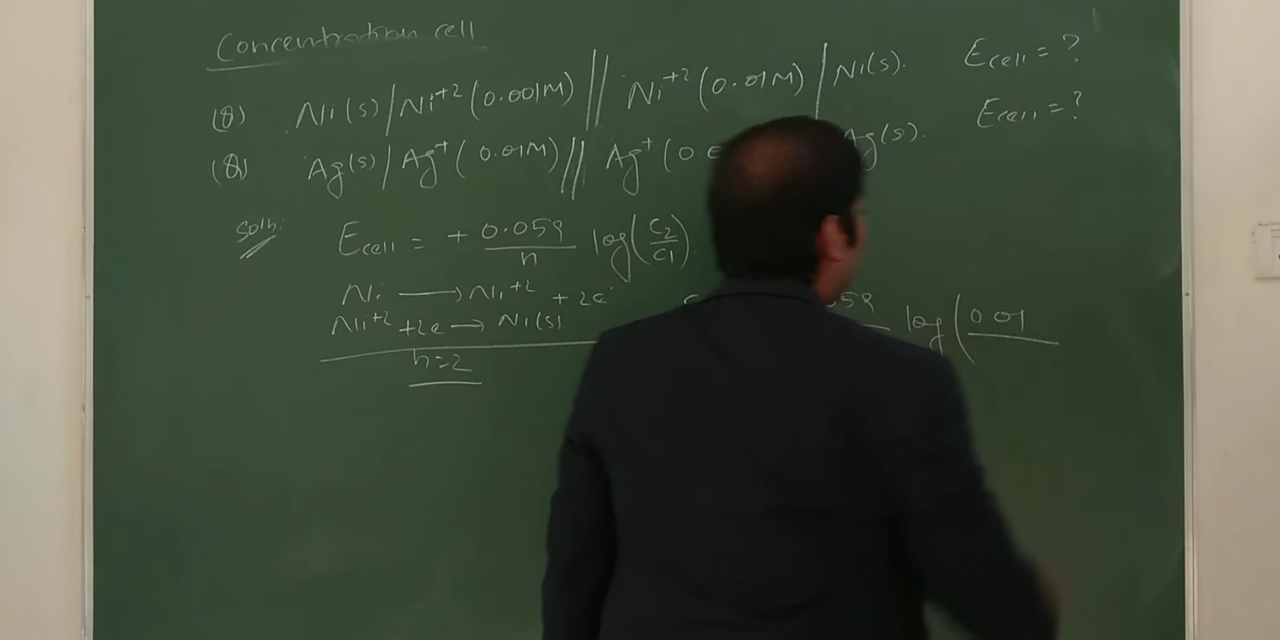 Concentration cell
(Q) Ni(s)/Ni+2(0.001M) || Ni+2(0.01M)/Ni(s). Ecell = ?
(Q) Ag(s)/Ag+(0.01M)// Ag+(0 Ag(s). Ecell = ?
Soln: Ecell = + 0.059/n log(C2/C1)
Ni → Ni+2 + 2e-
Ni+2 + 2e → Ni(s) 59 log(0.01
n=2